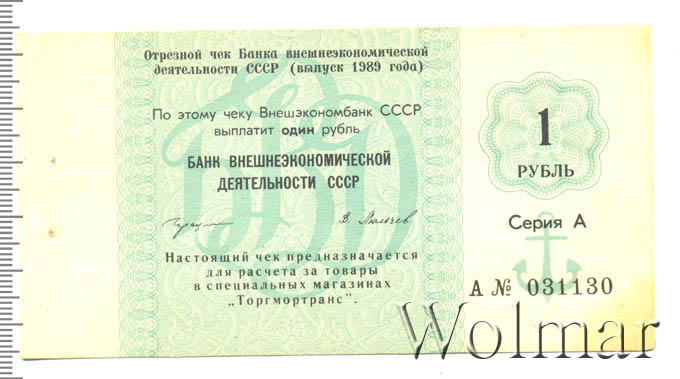 Отрезной чек Банка внешнеэкономической
деятельности СССР (выпуск 1989 года)
По этому чеку Внешэкономбанк СССР
выплатит один рубль
БАНК ВНЕШНЕЭКОНОМИЧЕСКОЙ
ДЕЯТЕЛЬНОСТИ СССР
Настоящий чек предназначается
для расчета за товары
в специальных магазинах
„Торгмортранс".
1
РУБЛЬ
Серия А
А № 031130
Wolmar